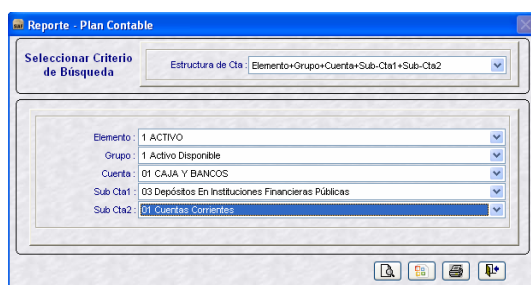 Reporte - Plan Contable
Seleccionar Criterio
de Búsqueda
Estructura de Cta : Elemento+Grupo+Cuenta+Sub-Cta1+Sub-Cta2
Elemento : 1 ACTIVO
Grupo : 1 Activo Disponible
Cuenta : 01 CAJA Y BANCOS
Sub Cta1 : 03 Depósitos En Instituciones Financieras Públicas
Sub Cta2 : 01 Cuentas Corrientes